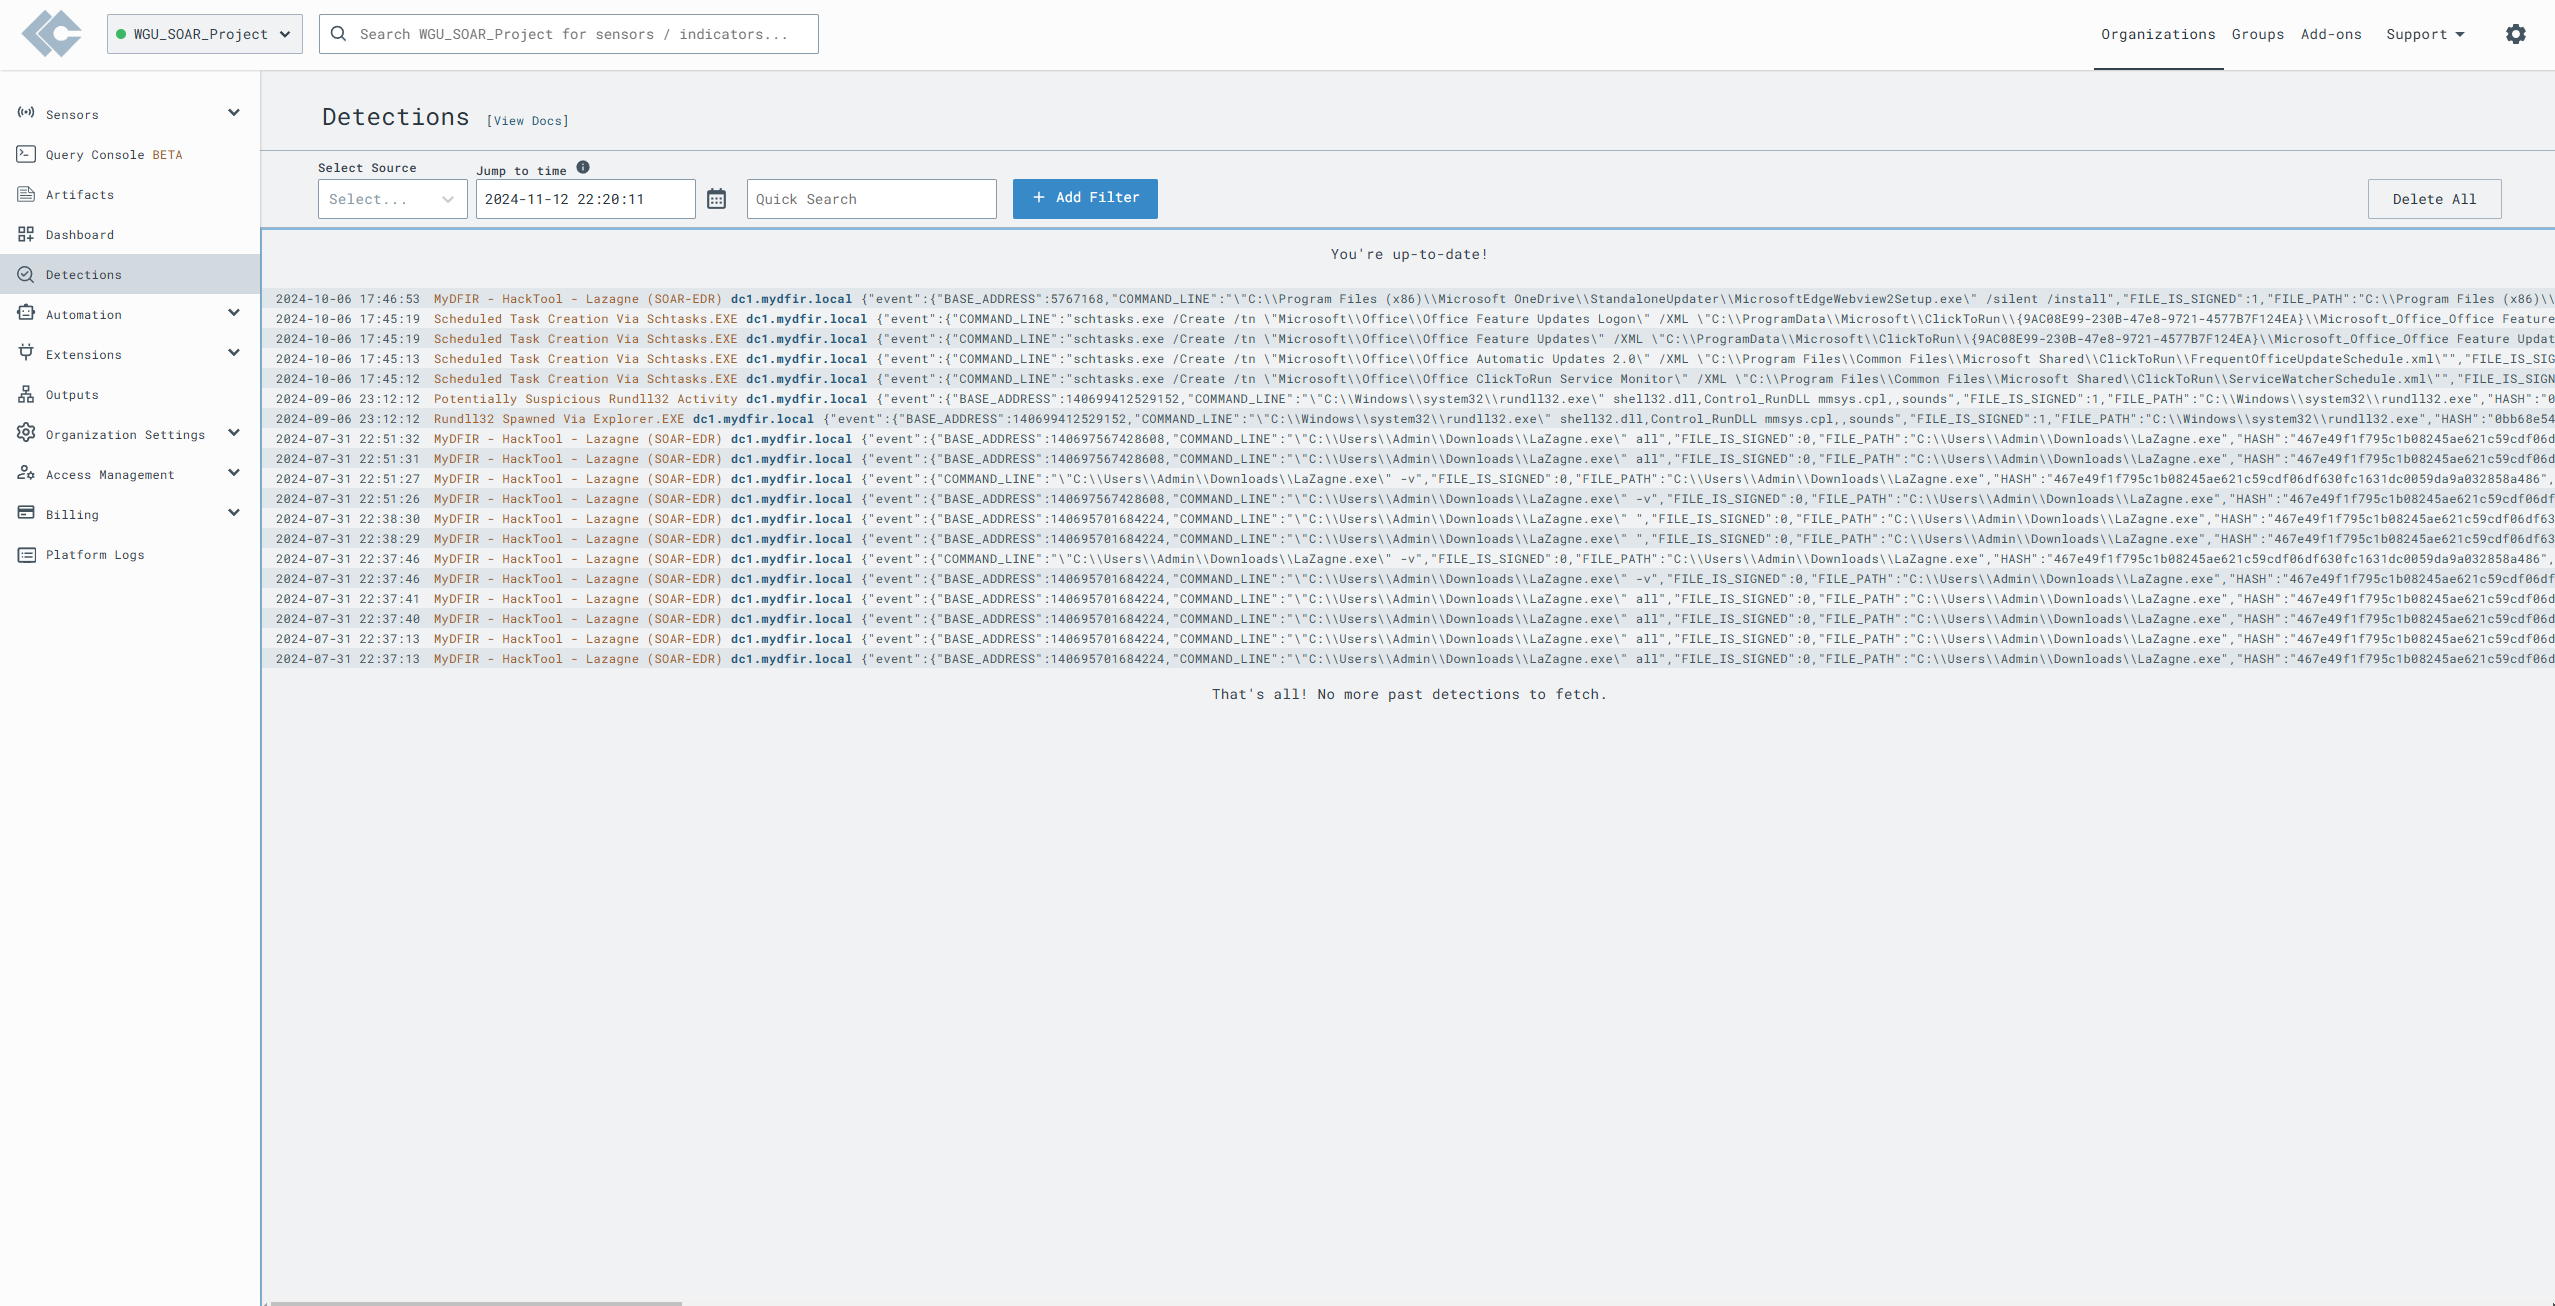 WGU_SOAR_Project
Search WGU_SOAR_Project for sensors / indicators...
Organizations Groups Add-ons Support
Sensors
Query Console BETA
Artifacts
Dashboard
Detections
Automation
Extensions
Outputs
Organization Settings
Access Management
Billing
Platform Logs
Detections [View Docs]
Select Source Jump to time
Select... 2024-11-12 22:20:11 Quick Search + Add Filter Delete All
You're up-to-date!
2024-10-06 17:46:53 MyDFIR - HackTool - Lazagne (SOAR-EDR) dc1.mydfir.local {"event":{"BASE_ADDRESS":5767168,"COMMAND_LINE":"\"C:\\Program Files (x86)\\Microsoft OneDrive\\StandaloneUpdater\\MicrosoftEdgeWebview2Setup.exe\" /silent /install","FILE_IS_SIGNED":1,"FILE_PATH":"C:\\Program Files (x86)\\
2024-10-06 17:45:19 Scheduled Task Creation Via Schtasks.EXE dc1.mydfir.local {"event":{"COMMAND_LINE":"schtasks.exe /Create /tn \"Microsoft\\Office\\Office Feature Updates Logon\" /XML \"C:\\ProgramData\\Microsoft\\ClickToRun\\{9AC08E99-230B-47e8-9721-4577B7F124EA}\\Microsoft_Office_Office Feature
2024-10-06 17:45:19 Scheduled Task Creation Via Schtasks.EXE dc1.mydfir.local {"event":{"COMMAND_LINE":"schtasks.exe /Create /tn \"Microsoft\\Office\\Office Feature Updates\" /XML \"C:\\ProgramData\\Microsoft\\ClickToRun\\{9AC08E99-230B-47e8-9721-4577B7F124EA}\\Microsoft_Office_Office Feature Updat
2024-10-06 17:45:13 Scheduled Task Creation Via Schtasks.EXE dc1.mydfir.local {"event":{"COMMAND_LINE":"schtasks.exe /Create /tn \"Microsoft\\Office\\Office Automatic Updates 2.0\" /XML \"C:\\Program Files\\Common Files\\Microsoft Shared\\ClickToRun\\FrequentOfficeUpdateSchedule.xml\"","FILE_IS_SIG
2024-10-06 17:45:12 Scheduled Task Creation Via Schtasks.EXE dc1.mydfir.local {"event":{"COMMAND_LINE":"schtasks.exe /Create /tn \"Microsoft\\Office\\Office ClickToRun Service Monitor\" /XML \"C:\\Program Files\\Common Files\\Microsoft Shared\\ClickToRun\\ServiceWatcherSchedule.xml\"","FILE_IS_SIGN
2024-09-06 23:12:12 Potentially Suspicious Rundll32 Activity dc1.mydfir.local {"event":{"BASE_ADDRESS":140699412529152,"COMMAND_LINE":"\"C:\\Windows\\system32\\rundll32.exe\" shell32.dll,Control_RunDLL mmsys.cpl,,sounds","FILE_IS_SIGNED":1,"FILE_PATH":"C:\\Windows\\system32\\rundll32.exe","HASH":"0
2024-09-06 23:12:12 Rundll32 Spawned Via Explorer.EXE dc1.mydfir.local {"event":{"BASE_ADDRESS":140699412529152,"COMMAND_LINE":"\"C:\\Windows\\system32\\rundll32.exe\" shell32.dll,Control_RunDLL mmsys.cpl,,sounds","FILE_IS_SIGNED":1,"FILE_PATH":"C:\\Windows\\system32\\rundll32.exe","HASH":"0bb68e54
2024-07-31 22:51:32 MyDFIR - HackTool - Lazagne (SOAR-EDR) dc1.mydfir.local {"event":{"BASE_ADDRESS":140697567428608,"COMMAND_LINE":"\"C:\\Users\\Admin\\Downloads\\LaZagne.exe\" all","FILE_IS_SIGNED":0,"FILE_PATH":"C:\\Users\\Admin\\Downloads\\LaZagne.exe","HASH":"467e49f1f795c1b08245ae621c59cdf06d
2024-07-31 22:51:31 MyDFIR - HackTool - Lazagne (SOAR-EDR) dc1.mydfir.local {"event":{"BASE_ADDRESS":140697567428608,"COMMAND_LINE":"\"C:\\Users\\Admin\\Downloads\\LaZagne.exe\" all","FILE_IS_SIGNED":0,"FILE_PATH":"C:\\Users\\Admin\\Downloads\\LaZagne.exe","HASH":"467e49f1f795c1b08245ae621c59cdf06d
2024-07-31 22:51:27 MyDFIR - HackTool - Lazagne (SOAR-EDR) dc1.mydfir.local {"event":{"COMMAND_LINE":"\"C:\\Users\\Admin\\Downloads\\LaZagne.exe\" -v","FILE_IS_SIGNED":0,"FILE_PATH":"C:\\Users\\Admin\\Downloads\\LaZagne.exe","HASH":"467e49f1f795c1b08245ae621c59cdf06df630fc1631dc0059da9a032858a486",
2024-07-31 22:51:26 MyDFIR - HackTool - Lazagne (SOAR-EDR) dc1.mydfir.local {"event":{"BASE_ADDRESS":140697567428608,"COMMAND_LINE":"\"C:\\Users\\Admin\\Downloads\\LaZagne.exe\" -v","FILE_IS_SIGNED":0,"FILE_PATH":"C:\\Users\\Admin\\Downloads\\LaZagne.exe","HASH":"467e49f1f795c1b08245ae621c59cdf06df
2024-07-31 22:38:30 MyDFIR - HackTool - Lazagne (SOAR-EDR) dc1.mydfir.local {"event":{"BASE_ADDRESS":140695701684224,"COMMAND_LINE":"\"C:\\Users\\Admin\\Downloads\\LaZagne.exe\" ","FILE_IS_SIGNED":0,"FILE_PATH":"C:\\Users\\Admin\\Downloads\\LaZagne.exe","HASH":"467e49f1f795c1b08245ae621c59cdf06df63
2024-07-31 22:38:29 MyDFIR - HackTool - Lazagne (SOAR-EDR) dc1.mydfir.local {"event":{"BASE_ADDRESS":140695701684224,"COMMAND_LINE":"\"C:\\Users\\Admin\\Downloads\\LaZagne.exe\" ","FILE_IS_SIGNED":0,"FILE_PATH":"C:\\Users\\Admin\\Downloads\\LaZagne.exe","HASH":"467e49f1f795c1b08245ae621c59cdf06df63
2024-07-31 22:37:46 MyDFIR - HackTool - Lazagne (SOAR-EDR) dc1.mydfir.local {"event":{"COMMAND_LINE":"\"C:\\Users\\Admin\\Downloads\\LaZagne.exe\" -v","FILE_IS_SIGNED":0,"FILE_PATH":"C:\\Users\\Admin\\Downloads\\LaZagne.exe","HASH":"467e49f1f795c1b08245ae621c59cdf06df630fc1631dc0059da9a032858a486",
2024-07-31 22:37:46 MyDFIR - HackTool - Lazagne (SOAR-EDR) dc1.mydfir.local {"event":{"BASE_ADDRESS":140695701684224,"COMMAND_LINE":"\"C:\\Users\\Admin\\Downloads\\LaZagne.exe\" -v","FILE_IS_SIGNED":0,"FILE_PATH":"C:\\Users\\Admin\\Downloads\\LaZagne.exe","HASH":"467e49f1f795c1b08245ae621c59cdf06df
2024-07-31 22:37:41 MyDFIR - HackTool - Lazagne (SOAR-EDR) dc1.mydfir.local {"event":{"BASE_ADDRESS":140695701684224,"COMMAND_LINE":"\"C:\\Users\\Admin\\Downloads\\LaZagne.exe\" all","FILE_IS_SIGNED":0,"FILE_PATH":"C:\\Users\\Admin\\Downloads\\LaZagne.exe","HASH":"467e49f1f795c1b08245ae621c59cdf06d
2024-07-31 22:37:40 MyDFIR - HackTool - Lazagne (SOAR-EDR) dc1.mydfir.local {"event":{"BASE_ADDRESS":140695701684224,"COMMAND_LINE":"\"C:\\Users\\Admin\\Downloads\\LaZagne.exe\" all","FILE_IS_SIGNED":0,"FILE_PATH":"C:\\Users\\Admin\\Downloads\\LaZagne.exe","HASH":"467e49f1f795c1b08245ae621c59cdf06d
2024-07-31 22:37:13 MyDFIR - HackTool - Lazagne (SOAR-EDR) dc1.mydfir.local {"event":{"BASE_ADDRESS":140695701684224,"COMMAND_LINE":"\"C:\\Users\\Admin\\Downloads\\LaZagne.exe\" all","FILE_IS_SIGNED":0,"FILE_PATH":"C:\\Users\\Admin\\Downloads\\LaZagne.exe","HASH":"467e49f1f795c1b08245ae621c59cdf06d
2024-07-31 22:37:13 MyDFIR - HackTool - Lazagne (SOAR-EDR) dc1.mydfir.local {"event":{"BASE_ADDRESS":140695701684224,"COMMAND_LINE":"\"C:\\Users\\Admin\\Downloads\\LaZagne.exe\" all","FILE_IS_SIGNED":0,"FILE_PATH":"C:\\Users\\Admin\\Downloads\\LaZagne.exe","HASH":"467e49f1f795c1b08245ae621c59cdf06d
That's all! No more past detections to fetch.